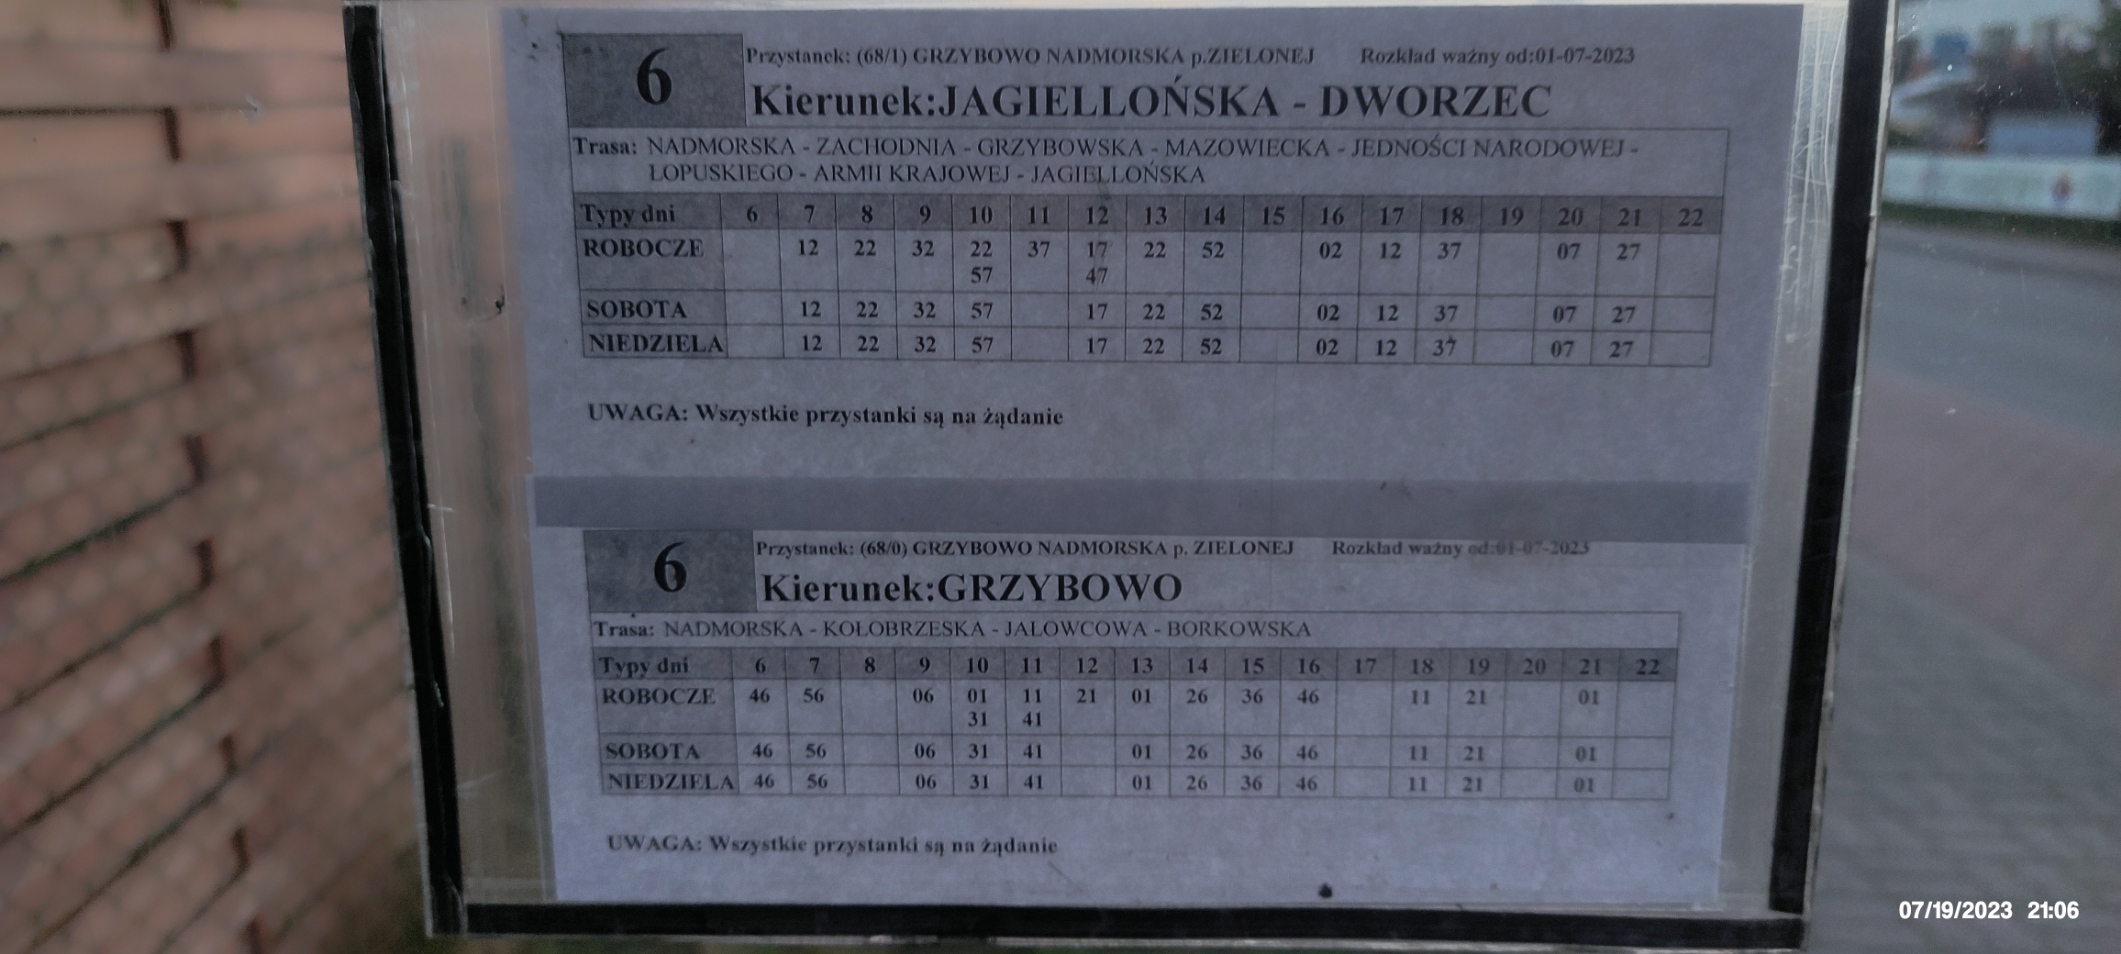 6
Przystanek: (68/1) GRZYBOWO NADMORSKA p.ZIELONEJ Rozkład ważny od:01-07-2023
Kierunek:JAGIELLOŃSKA - DWORZEC
Trasa: NADMORSKA - ZACHODNIA - GRZYBOWSKA - MAZOWIECKA - JEDNOŚCI NARODOWEJ -
ŁOPUSKIEGO - ARMII KRAJOWEJ - JAGIELLOŃSKA
Typy dni 6 7 8 9 10 11 12 13 14 15 16 17 18 19 20 21 22
ROBOCZE 12 22 32 22 37 17 22 52 02 12 37 07 27
57 47
SOBOTA 12 22 32 57 17 22 52 02 12 37 07 27
NIEDZIELA 12 22 32 57 17 22 52 02 12 37 07 27
UWAGA: Wszystkie przystanki są na żądanie
6
Przystanek: (68/0) GRZYBOWO NADMORSKA p. ZIELONEJ Rozkład ważny od:01-07-2023
Kierunek:GRZYBOWO
Trasa: NADMORSKA - KOŁOBRZESKA - JAŁOWCOWA - BORKOWSKA
Typy dni 6 7 8 9 10 11 12 13 14 15 16 17 18 19 20 21 22
ROBOCZE 46 56 06 01 11 21 01 26 36 46 11 21 01
31 41
SOBOTA 46 56 06 31 41 01 26 36 46 11 21 01
NIEDZIELA 46 56 06 31 41 01 26 36 46 11 21 01
UWAGA: Wszystkie przystanki są na żądanie
07/19/2023 21:06